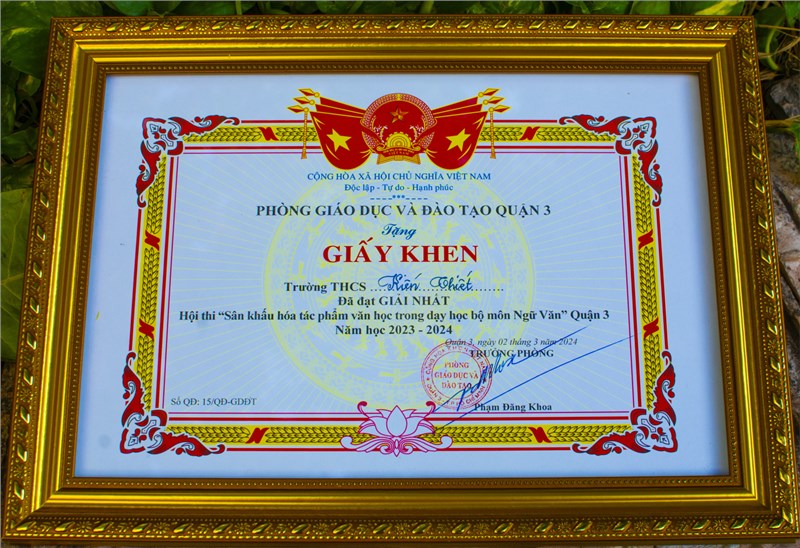 CỘNG HÒA XÃ HỘI CHỦ NGHĨA VIỆT NAM
Độc lập - Tự do - Hạnh phúc
----***----
PHÒNG GIÁO DỤC VÀ ĐÀO TẠO QUẬN 3
Tặng
GIẤY KHEN
Trường THCS ...Kiến Thiết.......
Đã đạt GIẢI NHẤT
Hội thi “Sân khấu hóa tác phẩm văn học trong dạy học bộ môn Ngữ Văn” Quận 3
Năm học 2023 - 2024
Quận 3, ngày 02 tháng 3 năm 2024
TRƯỞNG PHÒNG
PHÒNG
GIÁO DỤC VÀ
ĐÀO TẠO
Phạm Đăng Khoa
Số QĐ: 15/QĐ-GDĐT